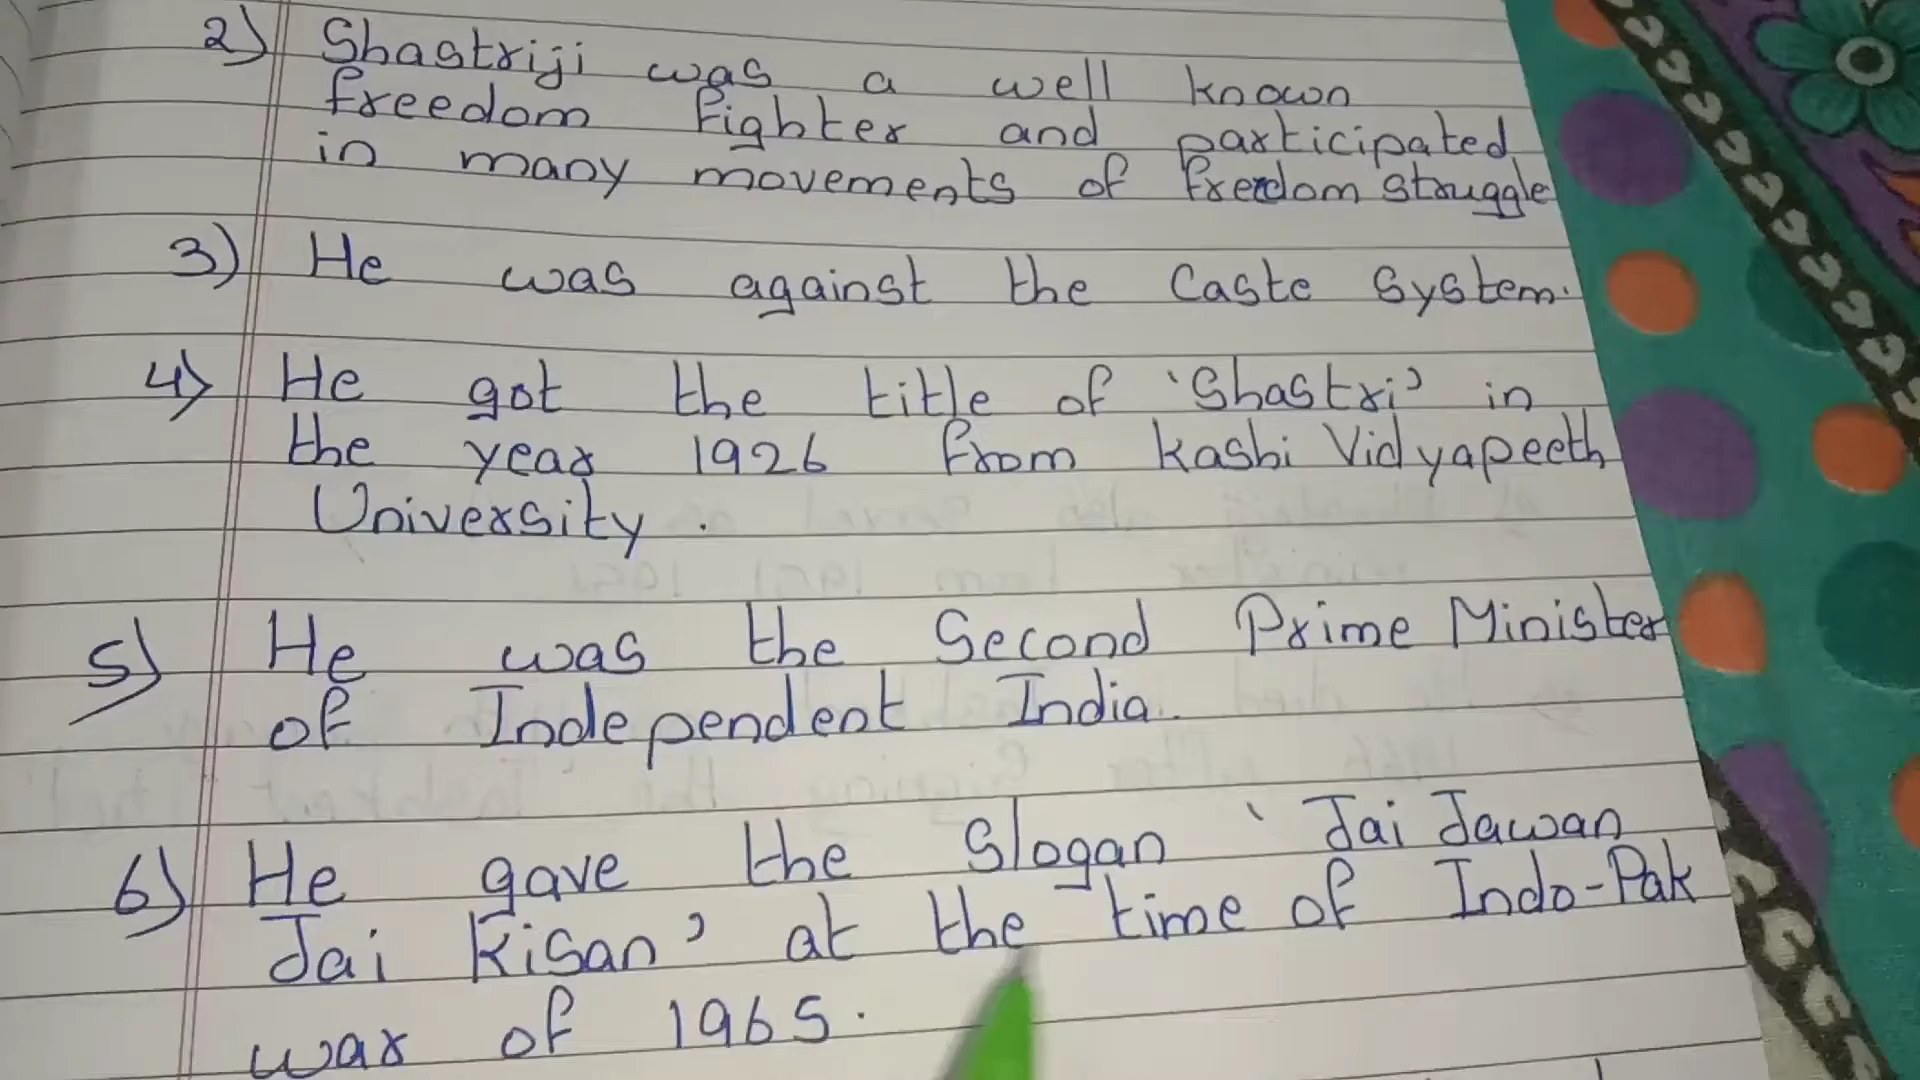 2) Shastriji was a well known
freedom fighter and participated
in many movements of freedom struggle
3) He was against the Caste System.
4) He got the title of 'Shastri' in
the year 1926 from Kashi Vidyapeeth
University.
5) He was the Second Prime Minister
of Independent India.
6) He gave the Slogan 'Jai Jawan
Jai Kisan' at the time of Indo-Pak
war of 1965.